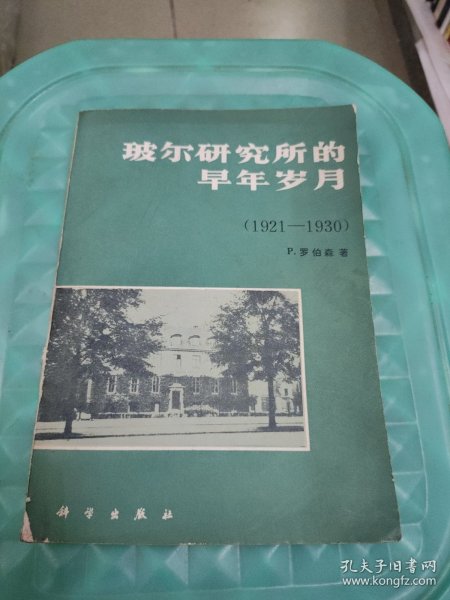 玻尔研究所的
早年岁月
(1921—1930)
P. 罗伯森 著
科学出版社
孔夫子旧书网
www.kongfz.com